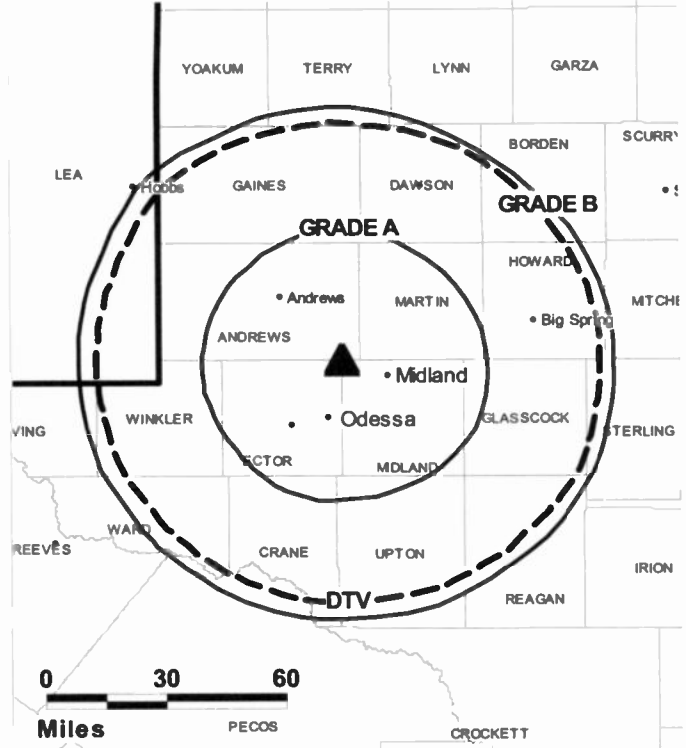 YOAKUM TERRY LYNN GARZA
BORDEN SCURRY
LEA Hobbs GAINES DAWSON
GRADE B
GRADE A
HOWARD
Andrews MARTIN MITCHE
Big Spring
ANDREWS
Midland
WINKLER Odessa GLASSCOCK
VING STERLING
ECTOR MIDLAND
WARD
REEVES CRANE UPTON
IRION
DTV REAGAN
0 30 60
Miles PECOS CROCKETT